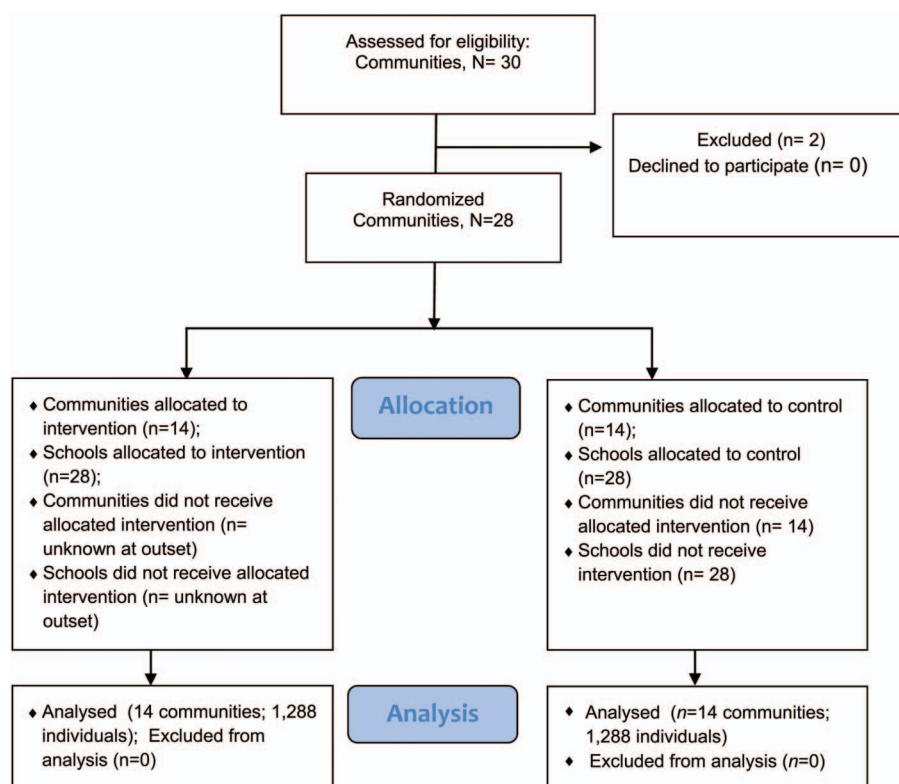 Assessed for eligibility:
Communities, N= 30
Excluded (n= 2)
Declined to participate (n= 0)
Randomized
Communities, N=28
♦ Communities allocated to
intervention (n=14);
♦ Schools allocated to intervention
(n=28);
♦ Communities did not receive
allocated intervention (n=
unknown at outset)
♦ Schools did not receive allocated
intervention (n= unknown at
outset)
Allocation
♦ Communities allocated to control
(n=14);
♦ Schools allocated to control
(n=28)
♦ Communities did not receive
allocated intervention (n= 14)
♦ Schools did not receive
intervention (n= 28)
♦ Analysed (14 communities; 1,288
individuals); Excluded from
analysis (n=0)
Analysis
♦ Analysed (n=14 communities;
1,288 individuals)
♦ Excluded from analysis (n=0)